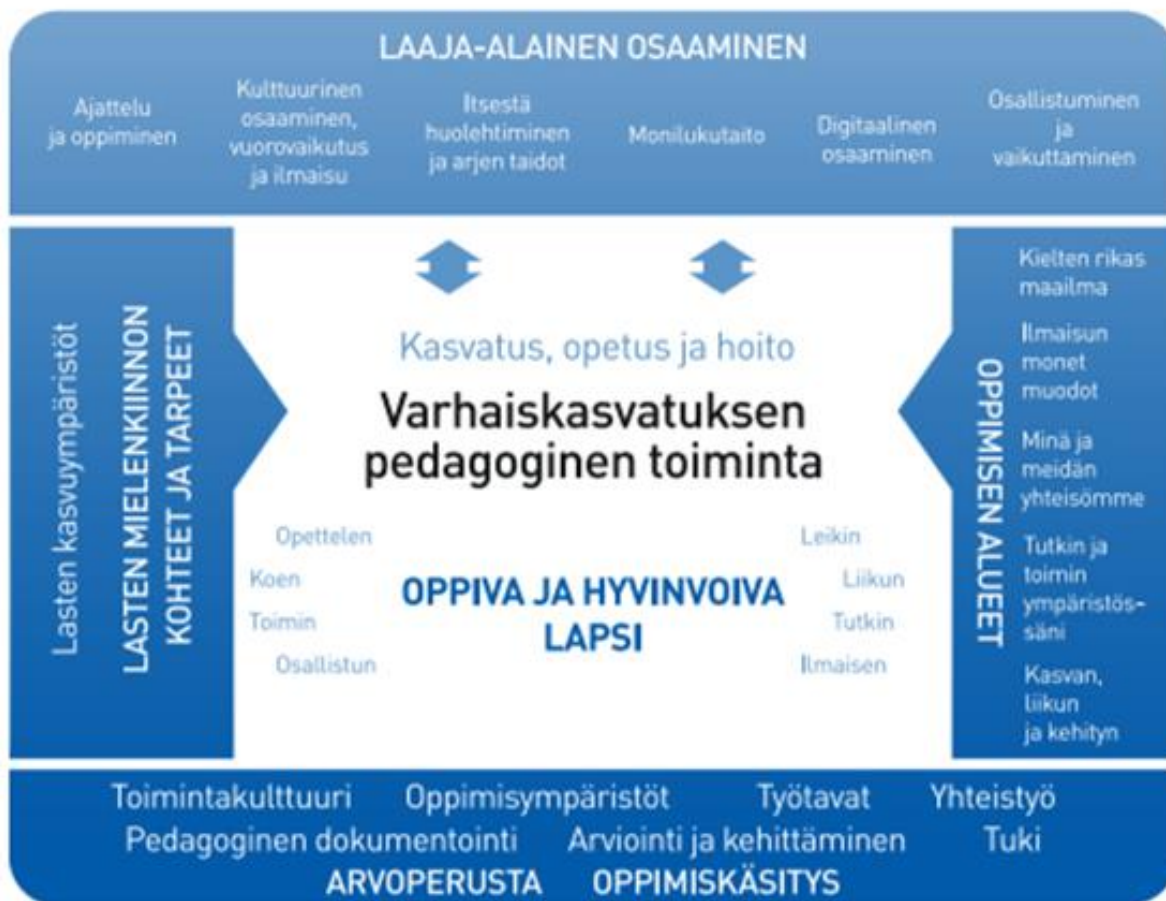 LAAJA-ALAINEN OSAAMINEN
Ajattelu
ja oppiminen
Kulttuurinen
osaaminen,
vuorovaikutus
ja ilmaisu
Itsestä
huolehtiminen
ja arjen taidot
Monilukutaito
Digitaalinen
osaaminen
Osallistuminen
ja
vaikuttaminen
Lasten kasvuympäristöt
LASTEN MIELENKIINNON
KOHTEET JA TARPEET
Kasvatus, opetus ja hoito
Varhaiskasvatuksen
pedagoginen toiminta
Opettelen
Koen
Toimin
Osallistun
OPPIVA JA HYVINVOIVA
LAPSI
Leikin
Liikun
Tutkin
Ilmaisen
OPPIMISEN ALUEET
Kielten rikas
maailma
Ilmaisun
monet
muodot
Minä ja
meidän
yhteisömme
Tutkin ja
toimin
ympäristös-
säni
Kasvan,
liikun
ja kehityn
Toimintakulttuuri Oppimisympäristöt Työtavat Yhteistyö
Pedagoginen dokumentointi Arviointi ja kehittäminen Tuki
ARVOPERUSTA OPPIMISKÄSITYS